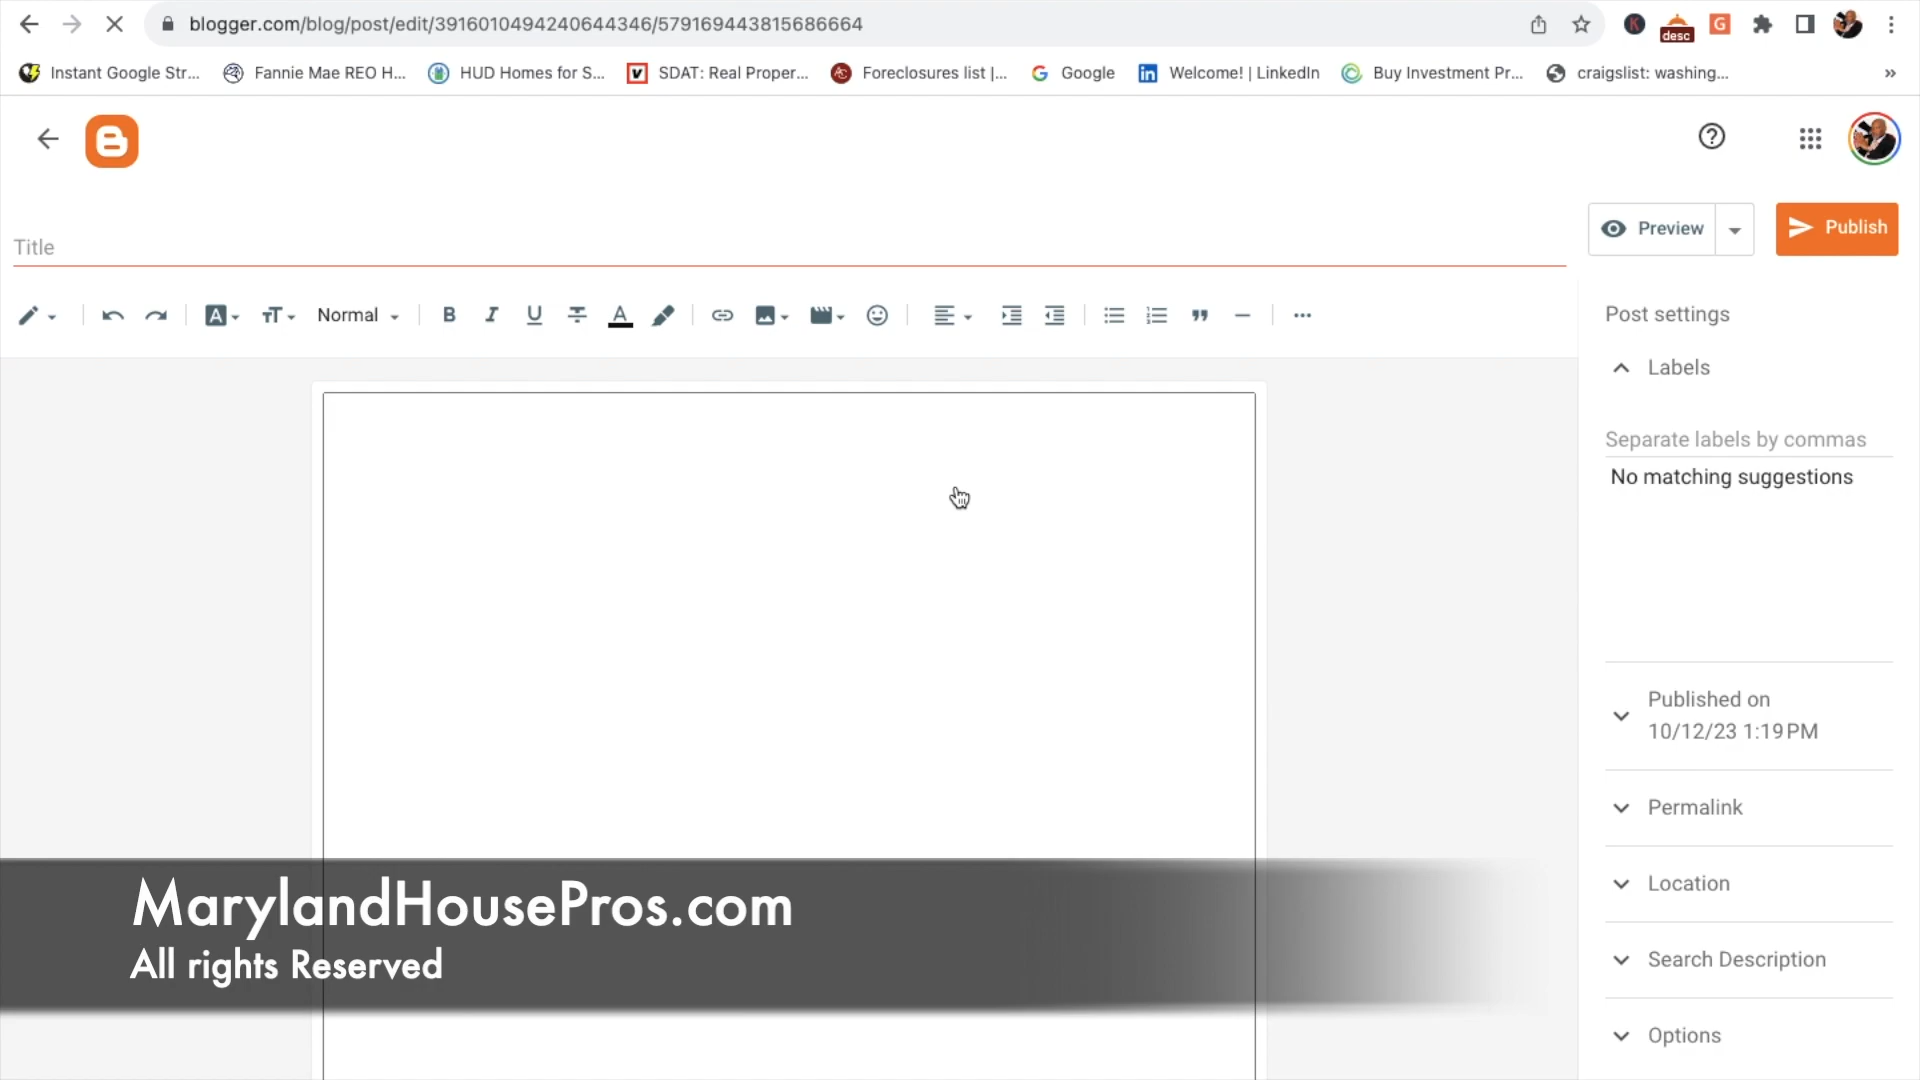 blogger.com/blog/post/edit/3916010494240644346/579169443815686664
K
desc
G
Instant Google Str...
Fannie Mae REO H...
HUD Homes for S...
SDAT: Real Proper...
Foreclosures list |...
Google
Welcome! | LinkedIn
Buy Investment Pr...
craigslist: washing...
»
Title
Preview
Publish
Normal
B I U A
Post settings
Labels
Separate labels by commas
No matching suggestions
Published on
10/12/23 1:19 PM
Permalink
Location
Search Description
Options
MarylandHousePros.com
All rights Reserved